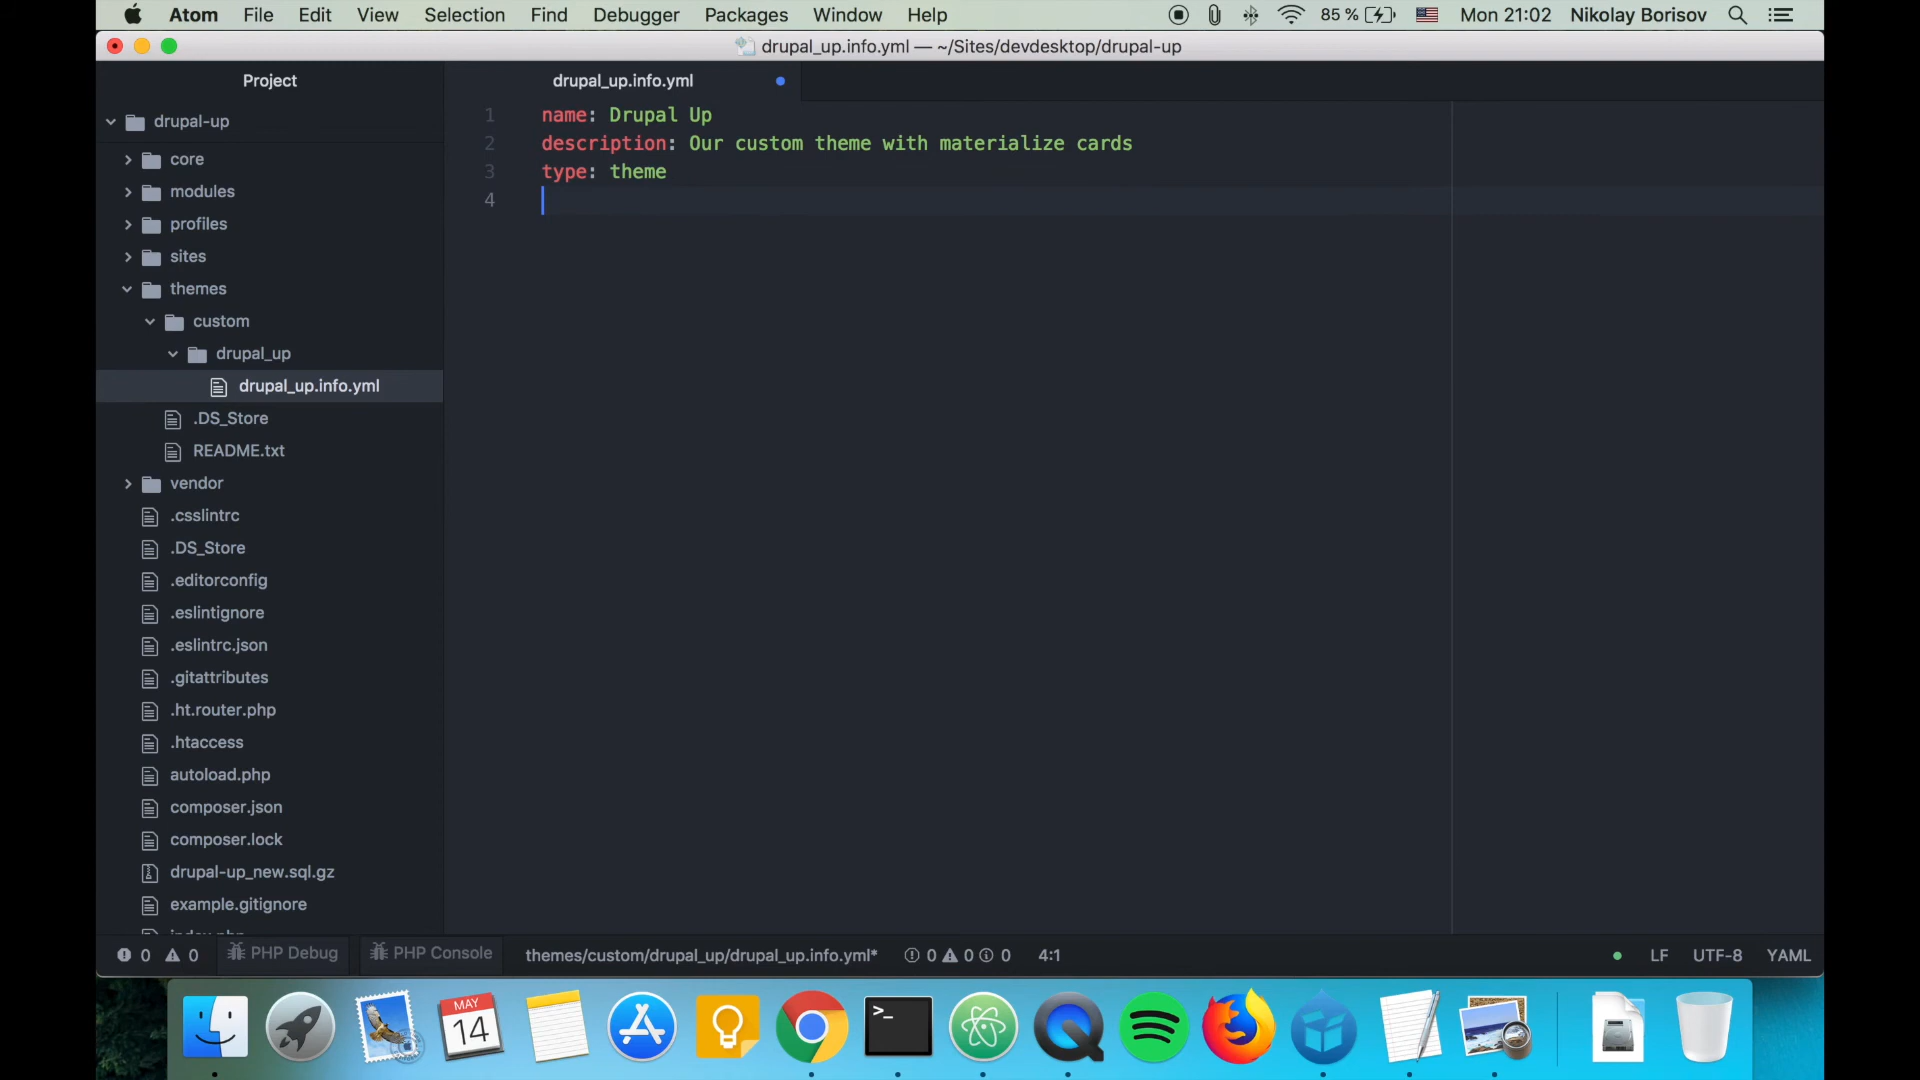 Atom File Edit View Selection Find Debugger Packages Window Help 85 % Mon 21:02 Nikolay Borisov
drupal_up.info.yml — ~/Sites/devdesktop/drupal-up
Project
drupal-up
core
modules
profiles
sites
themes
custom
drupal_up
drupal_up.info.yml
.DS_Store
README.txt
vendor
.csslintrc
.DS_Store
.editorconfig
.eslintignore
.eslintrc.json
.gitattributes
.ht.router.php
.htaccess
autoload.php
composer.json
composer.lock
drupal-up_new.sql.gz
example.gitignore
index.php
drupal_up.info.yml
1 name: Drupal Up
2 description: Our custom theme with materialize cards
3 type: theme
4
0 0 PHP Debug PHP Console themes/custom/drupal_up/drupal_up.info.yml* 0 0 0 4:1 LF UTF-8 YAML
MAY
14
>_